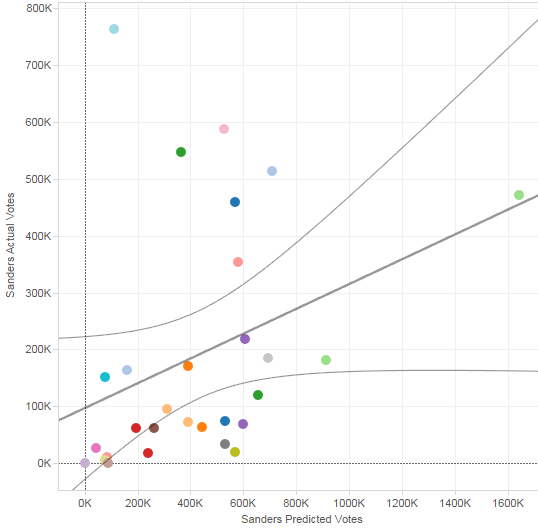 800K
700K
600K
500K
400K
300K
200K
100K
0K
Sanders Actual Votes
0K 200K 400K 600K 800K 1000K 1200K 1400K 1600K
Sanders Predicted Votes